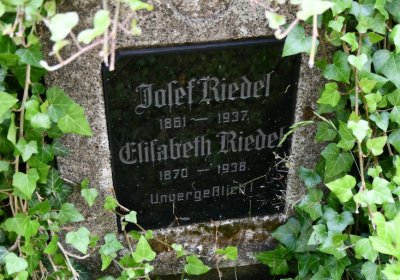 Josef Riedel
1861 - 1937.
Elisabeth Riedel
1870 - 1938.
Unvergeßlich!